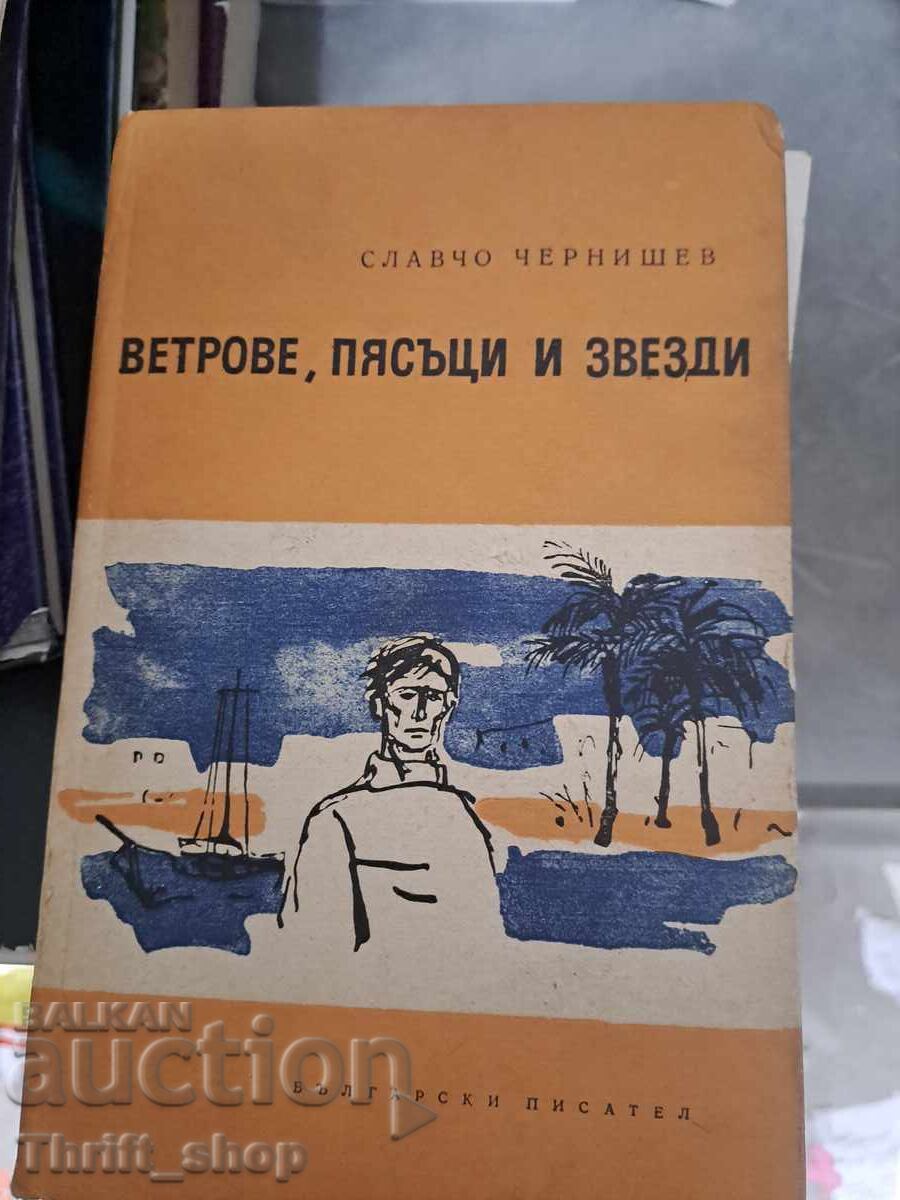 СЛАВЧО ЧЕРНИШЕВ
ВЕТРОВЕ, ПЯСЪЦИ И ЗВЕЗДИ
БЪЛГАРСКИ ПИСАТЕЛ
BALKAN
auction
Thrift_shop